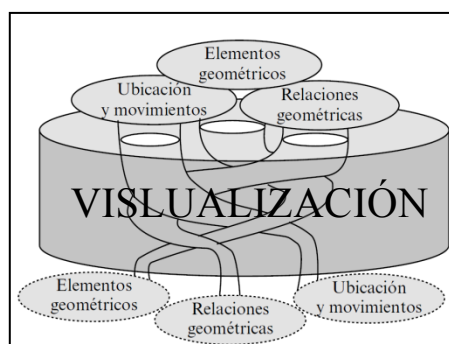 Elementos
geométricos
Ubicación
y movimientos
Relaciones
geométricas
VISLUALIZACIÓN
Elementos
geométricos
Relaciones
geométricas
Ubicación
y movimientos